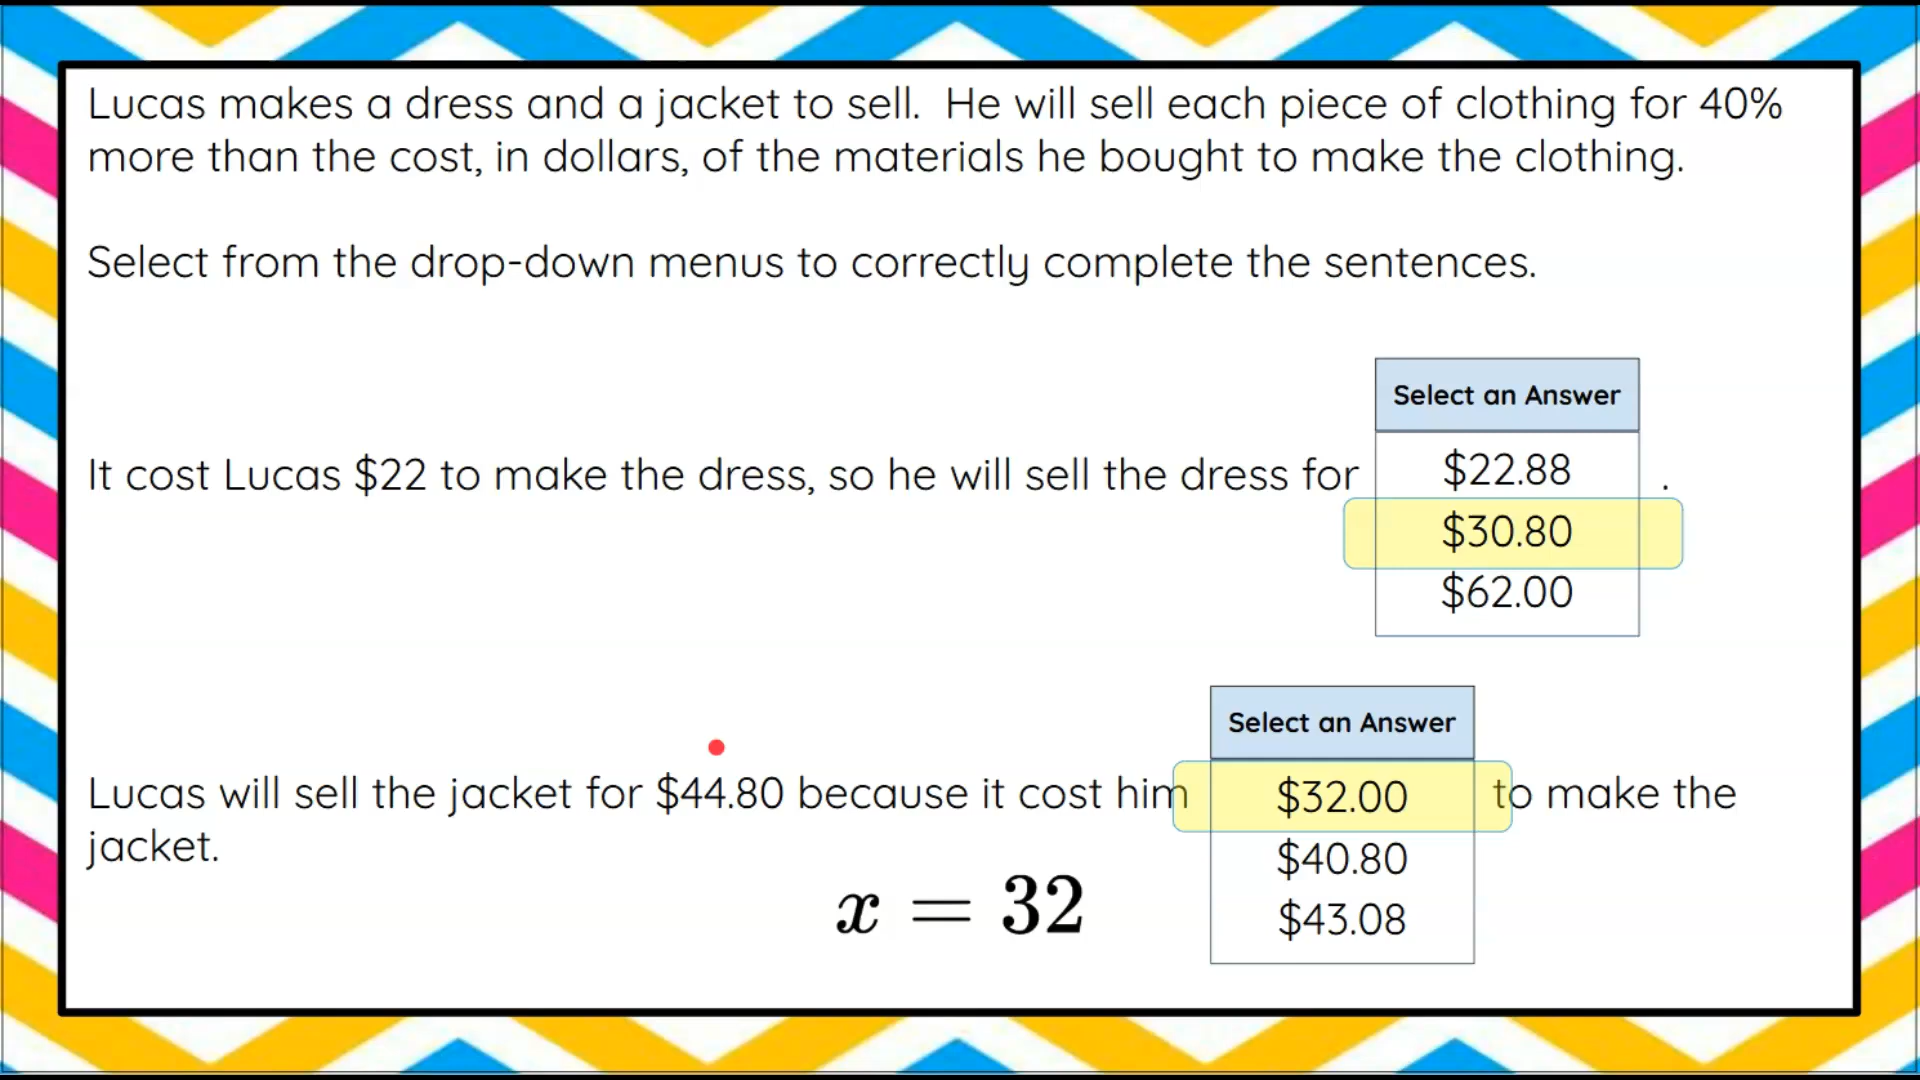 Lucas makes a dress and a jacket to sell. He will sell each piece of clothing for 40%
more than the cost, in dollars, of the materials he bought to make the clothing.
Select from the drop-down menus to correctly complete the sentences.
Select an Answer
It cost Lucas $22 to make the dress, so he will sell the dress for $22.88 .
$30.80
$62.00
Select an Answer
Lucas will sell the jacket for $44.80 because it cost him $32.00 to make the
jacket.
$40.80
$43.08
x = 32